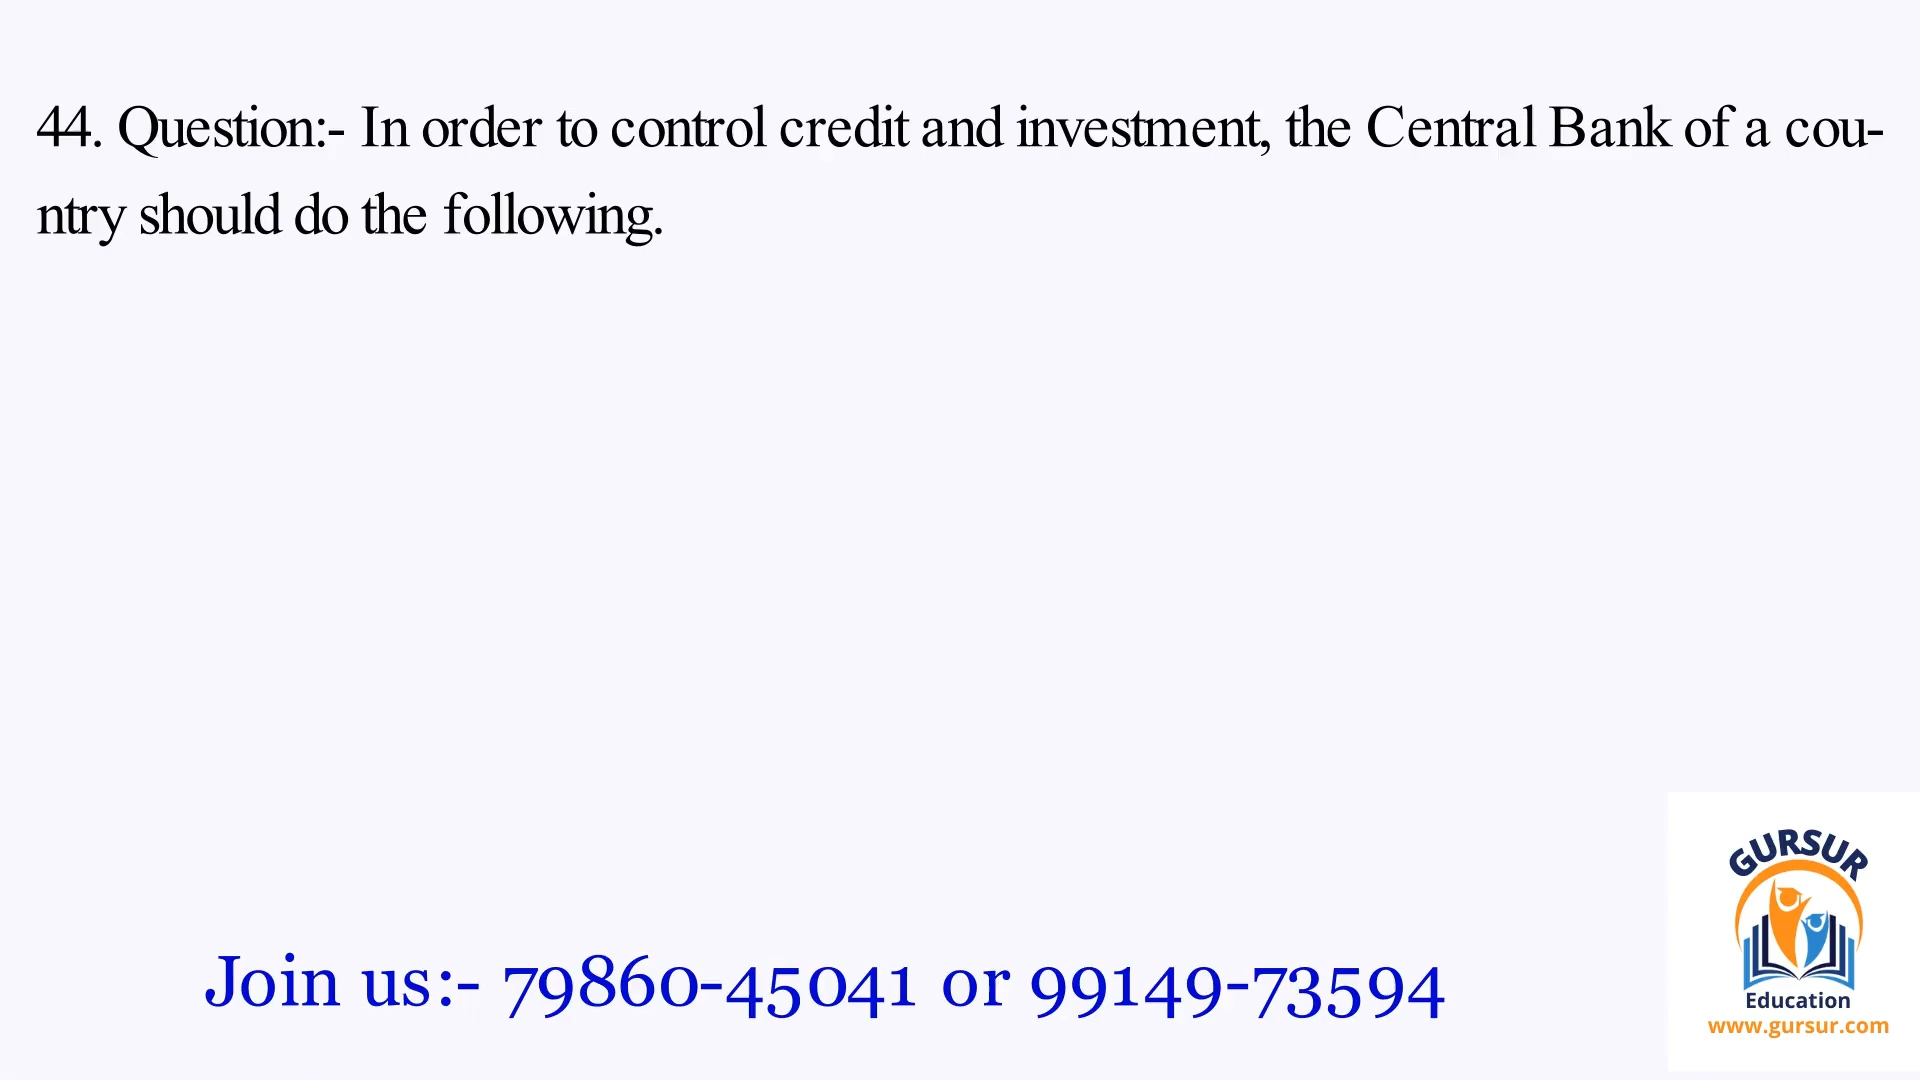 44. Question:- In order to control credit and investment, the Central Bank of a cou-
ntry should do the following.
GURSUR
Education
www.gursur.com
Join us:- 79860-45041 or 99149-73594